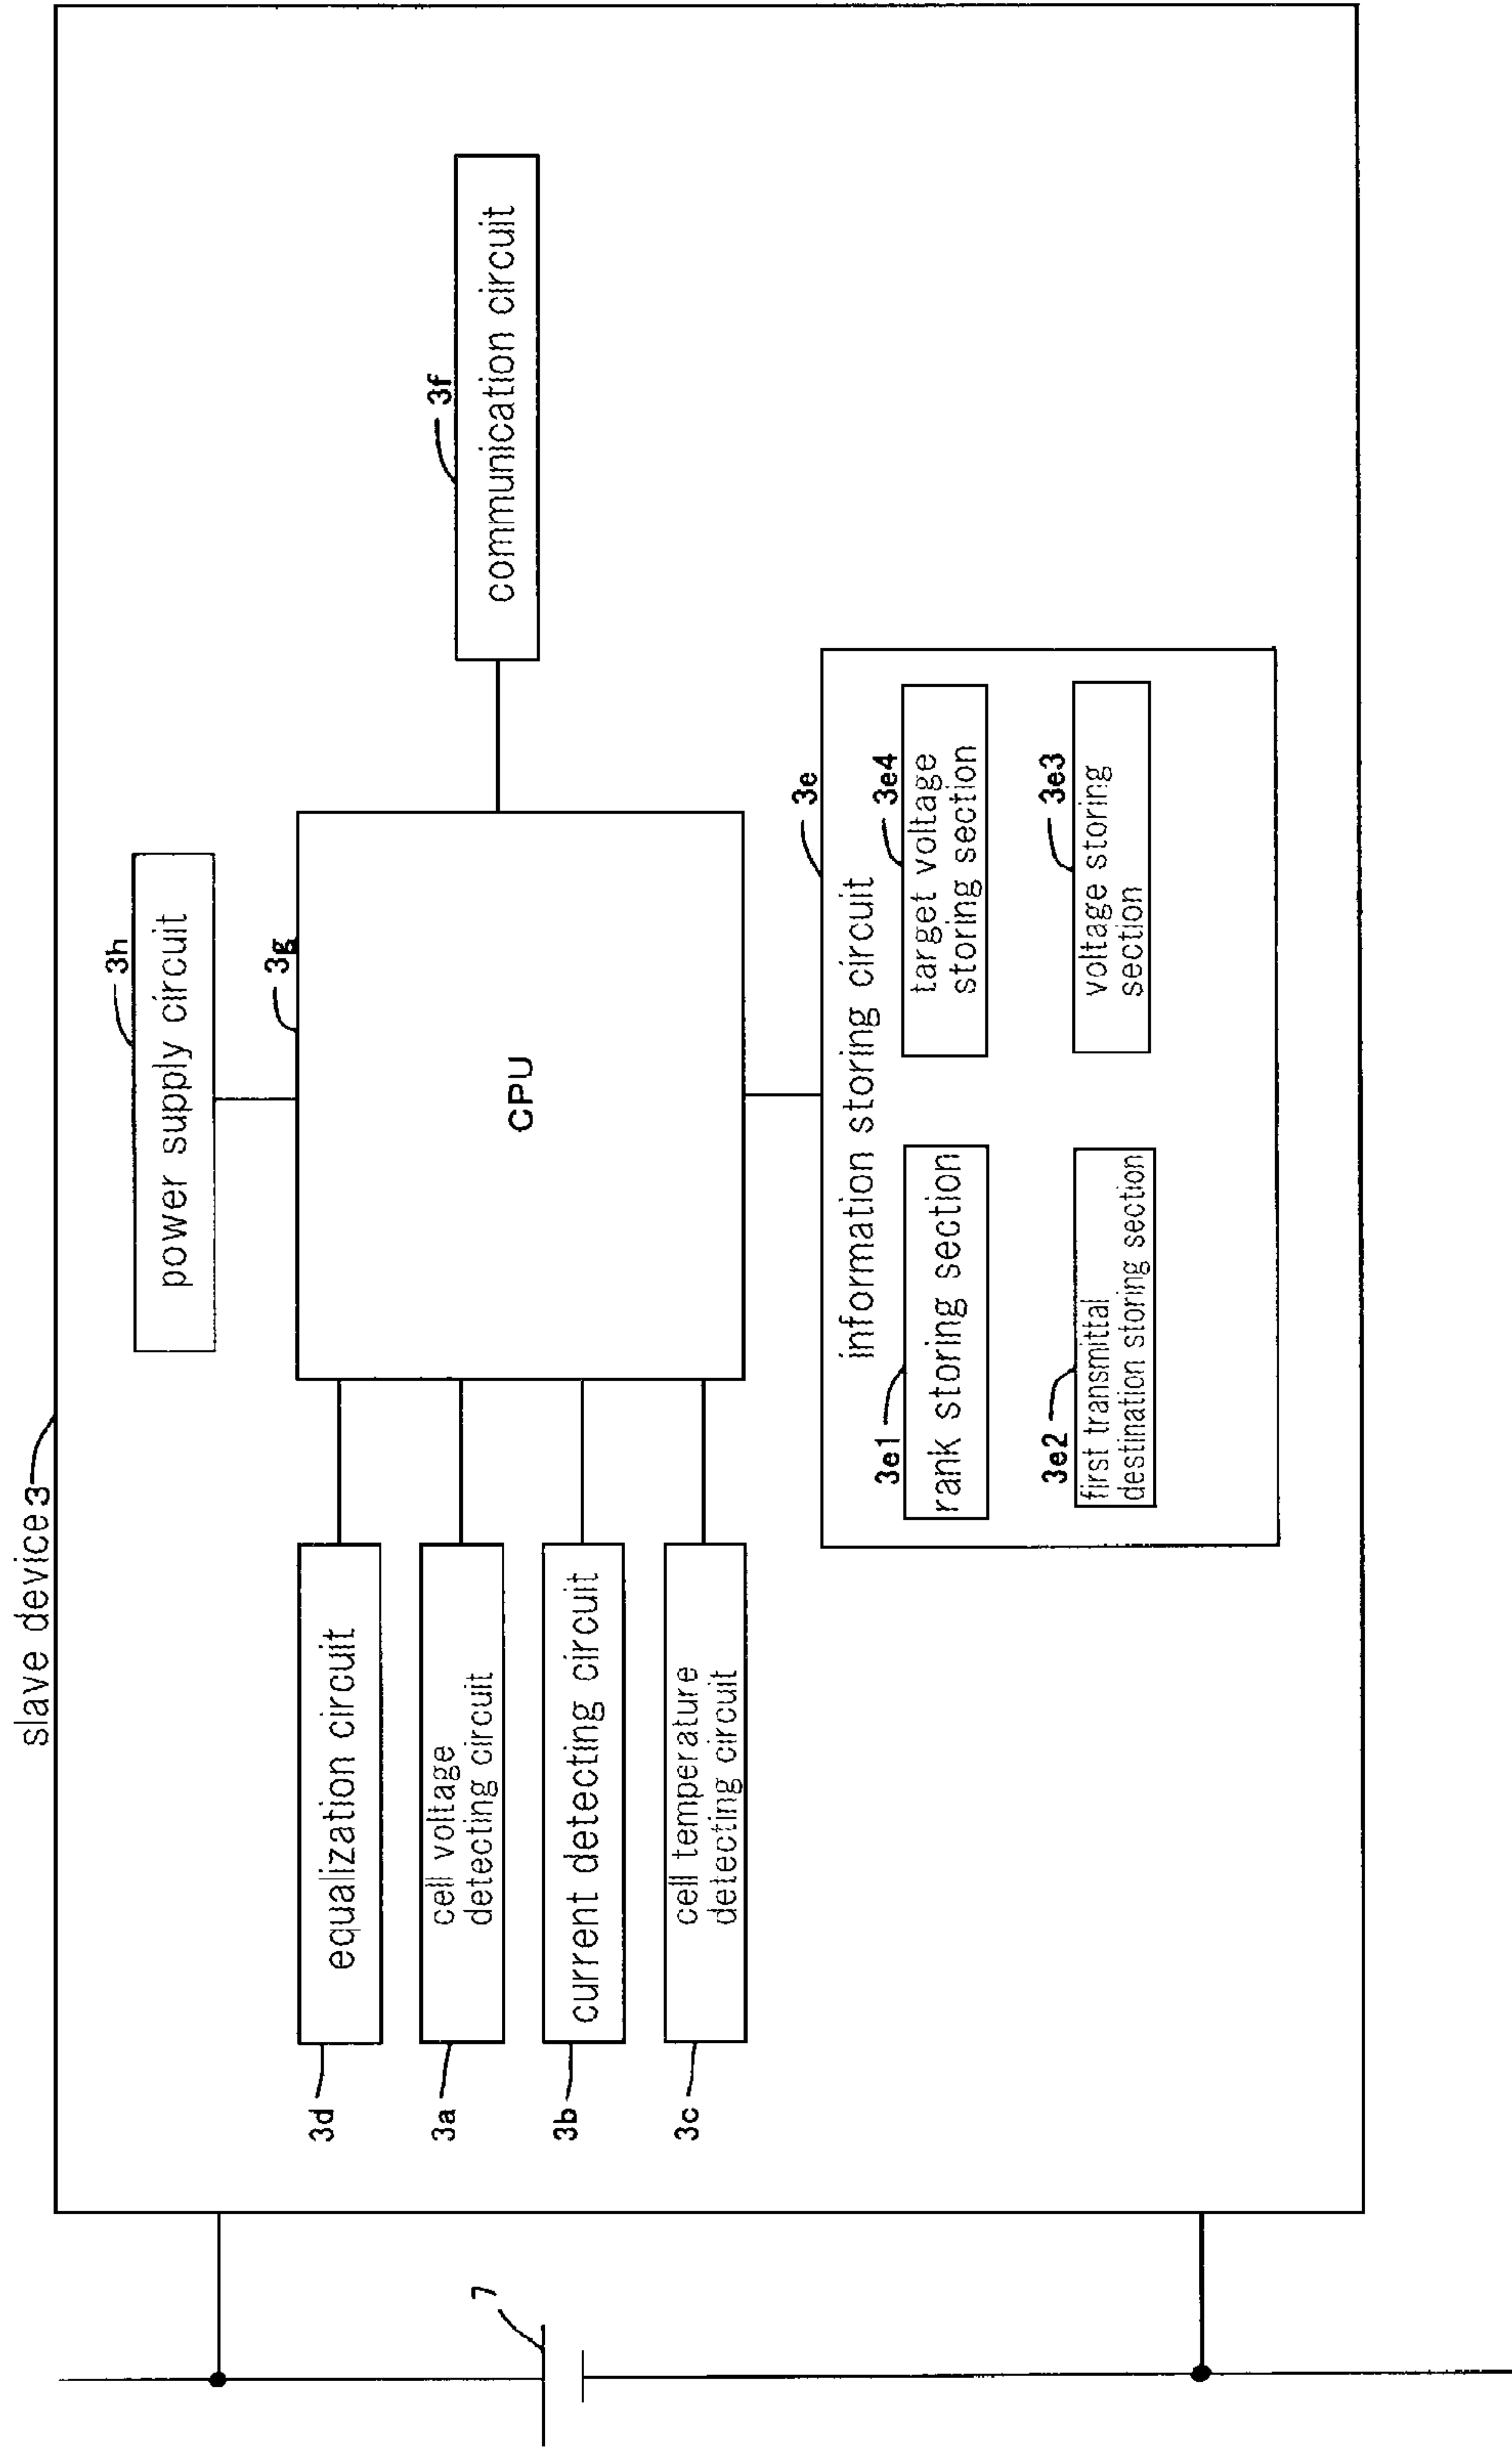 slave device 3
3h
power supply circuit
3g
CPU
3d
equalization circuit
3a
cell voltage
detecting circuit
3b
current detecting circuit
3c
cell temperature
detecting circuit
3f
communication circuit
3e
information storing circuit
3e1
rank storing section
3e4
target voltage
storing section
3e2
first transmittal
destination storing section
3e3
voltage storing
section
7